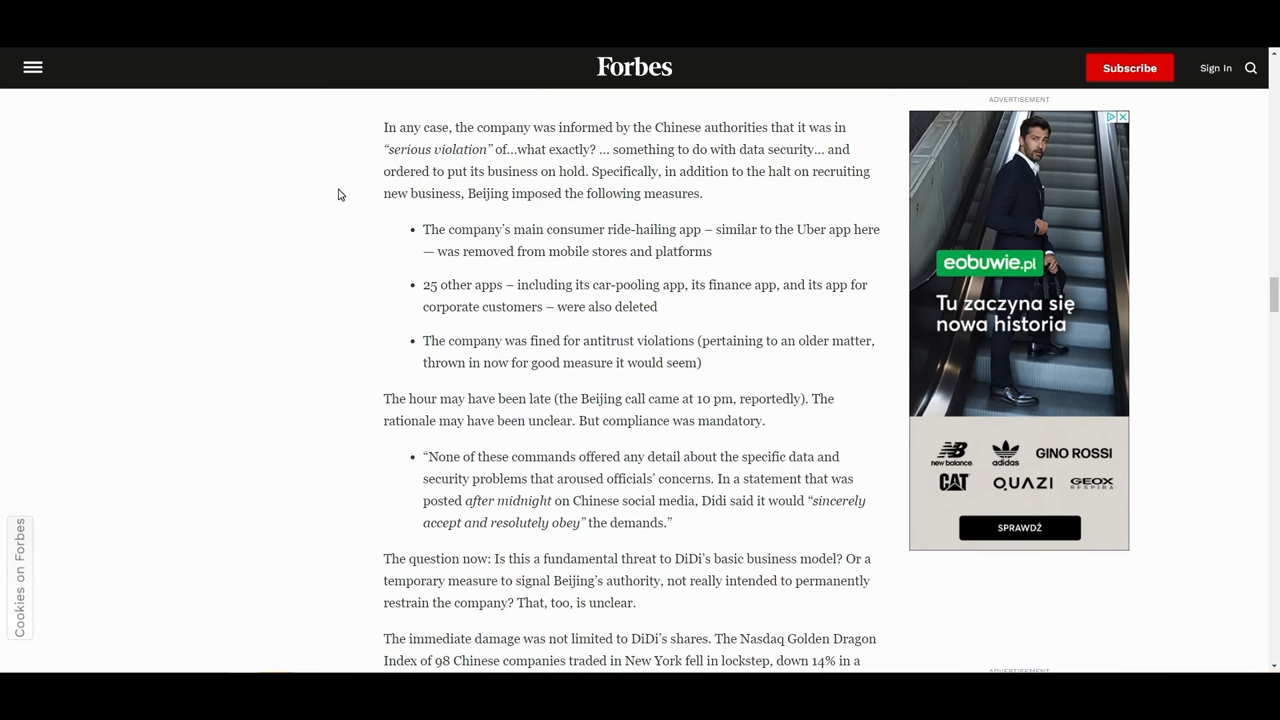 Forbes
Subscribe
Sign In
ADVERTISEMENT
In any case, the company was informed by the Chinese authorities that it was in
“serious violation” of…what exactly? … something to do with data security… and
ordered to put its business on hold. Specifically, in addition to the halt on recruiting
new business, Beijing imposed the following measures.
• The company’s main consumer ride-hailing app – similar to the Uber app here
— was removed from mobile stores and platforms
• 25 other apps – including its car-pooling app, its finance app, and its app for
corporate customers – were also deleted
• The company was fined for antitrust violations (pertaining to an older matter,
thrown in now for good measure it would seem)
The hour may have been late (the Beijing call came at 10 pm, reportedly). The
rationale may have been unclear. But compliance was mandatory.
• “None of these commands offered any detail about the specific data and
security problems that aroused officials’ concerns. In a statement that was
posted after midnight on Chinese social media, Didi said it would “sincerely
accept and resolutely obey” the demands.”
The question now: Is this a fundamental threat to DiDi’s basic business model? Or a
temporary measure to signal Beijing’s authority, not really intended to permanently
restrain the company? That, too, is unclear.
The immediate damage was not limited to DiDi’s shares. The Nasdaq Golden Dragon
Index of 98 Chinese companies traded in New York fell in lockstep, down 14% in a
eobuwie.pl
Tu zaczyna się
nowa historia
new balance
adidas
GINO ROSSI
CAT
QUAZI
GEOX
RESPIRA
SPRAWDŹ
ADVERTISEMENT
Cookies on Forbes